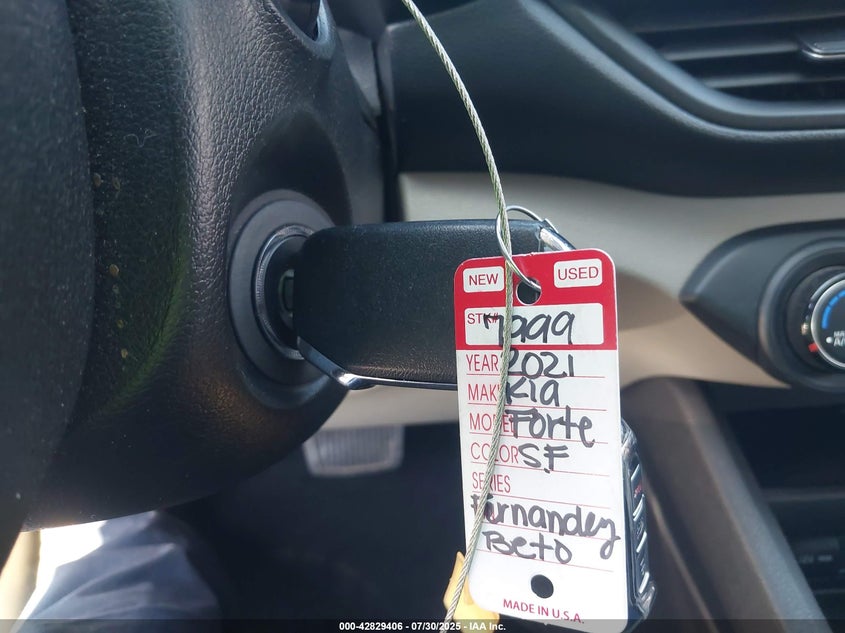 NEW USED
STK# 7999
YEAR 2021
MAKE Kia
MODEL Forte
COLOR S.F
SERIES
Fernandez
Beto
MADE IN U.S.A.
000-42829406 - 07/30/2025 - IAA Inc.